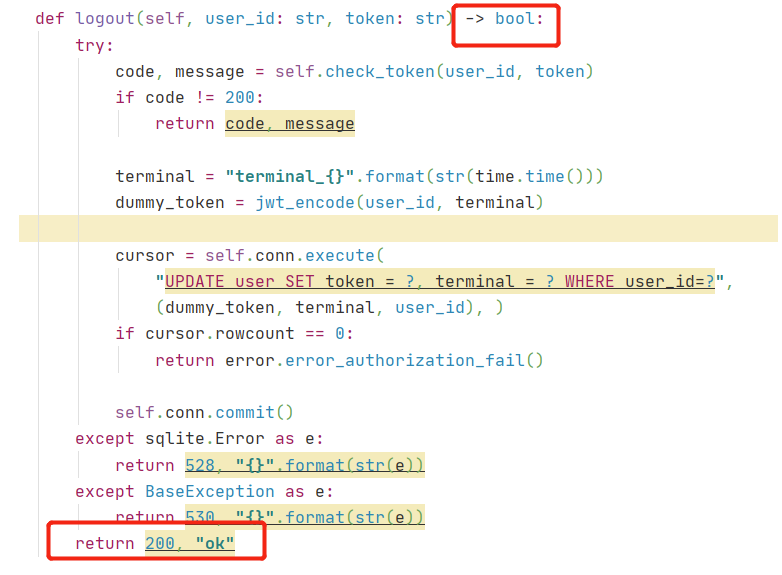 def logout(self, user_id: str, token: str) -> bool:
    try:
        code, message = self.check_token(user_id, token)
        if code != 200:
            return code, message

        terminal = "terminal_{}".format(str(time.time()))
        dummy_token = jwt_encode(user_id, terminal)

        cursor = self.conn.execute(
            "UPDATE user SET token = ?, terminal = ? WHERE user_id=?",
            (dummy_token, terminal, user_id), )
        if cursor.rowcount == 0:
            return error.error_authorization_fail()

        self.conn.commit()
    except sqlite.Error as e:
        return 528, "{}".format(str(e))
    except BaseException as e:
        return 530, "{}".format(str(e))
    return 200, "ok"